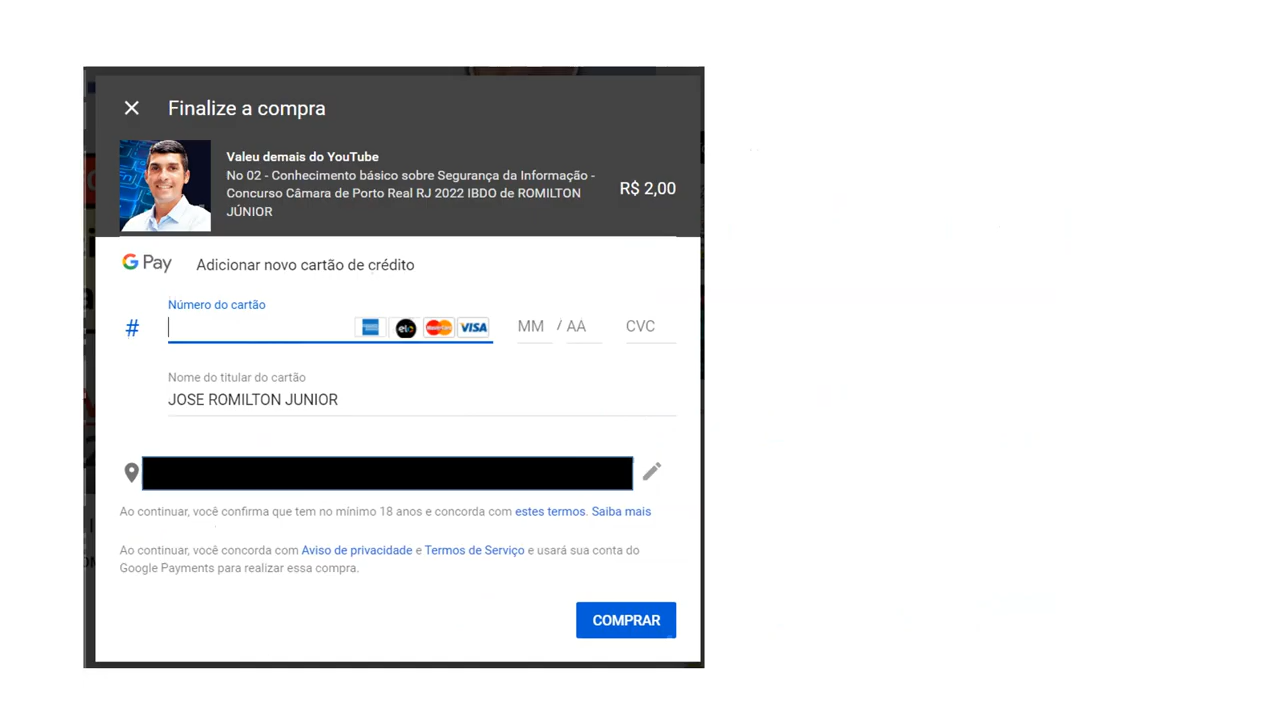 Finalize a compra
Valeu demais do YouTube
No 02 - Conhecimento básico sobre Segurança da Informação -
Concurso Câmara de Porto Real RJ 2022 IBDO de ROMILTON
JÚNIOR
R$ 2,00
G Pay Adicionar novo cartão de crédito
Número do cartão
# elo MasterCard VISA MM / AA CVC
Nome do titular do cartão
JOSE ROMILTON JUNIOR
Ao continuar, você confirma que tem no mínimo 18 anos e concorda com estes termos. Saiba mais
Ao continuar, você concorda com Aviso de privacidade e Termos de Serviço e usará sua conta do
Google Payments para realizar essa compra.
COMPRAR